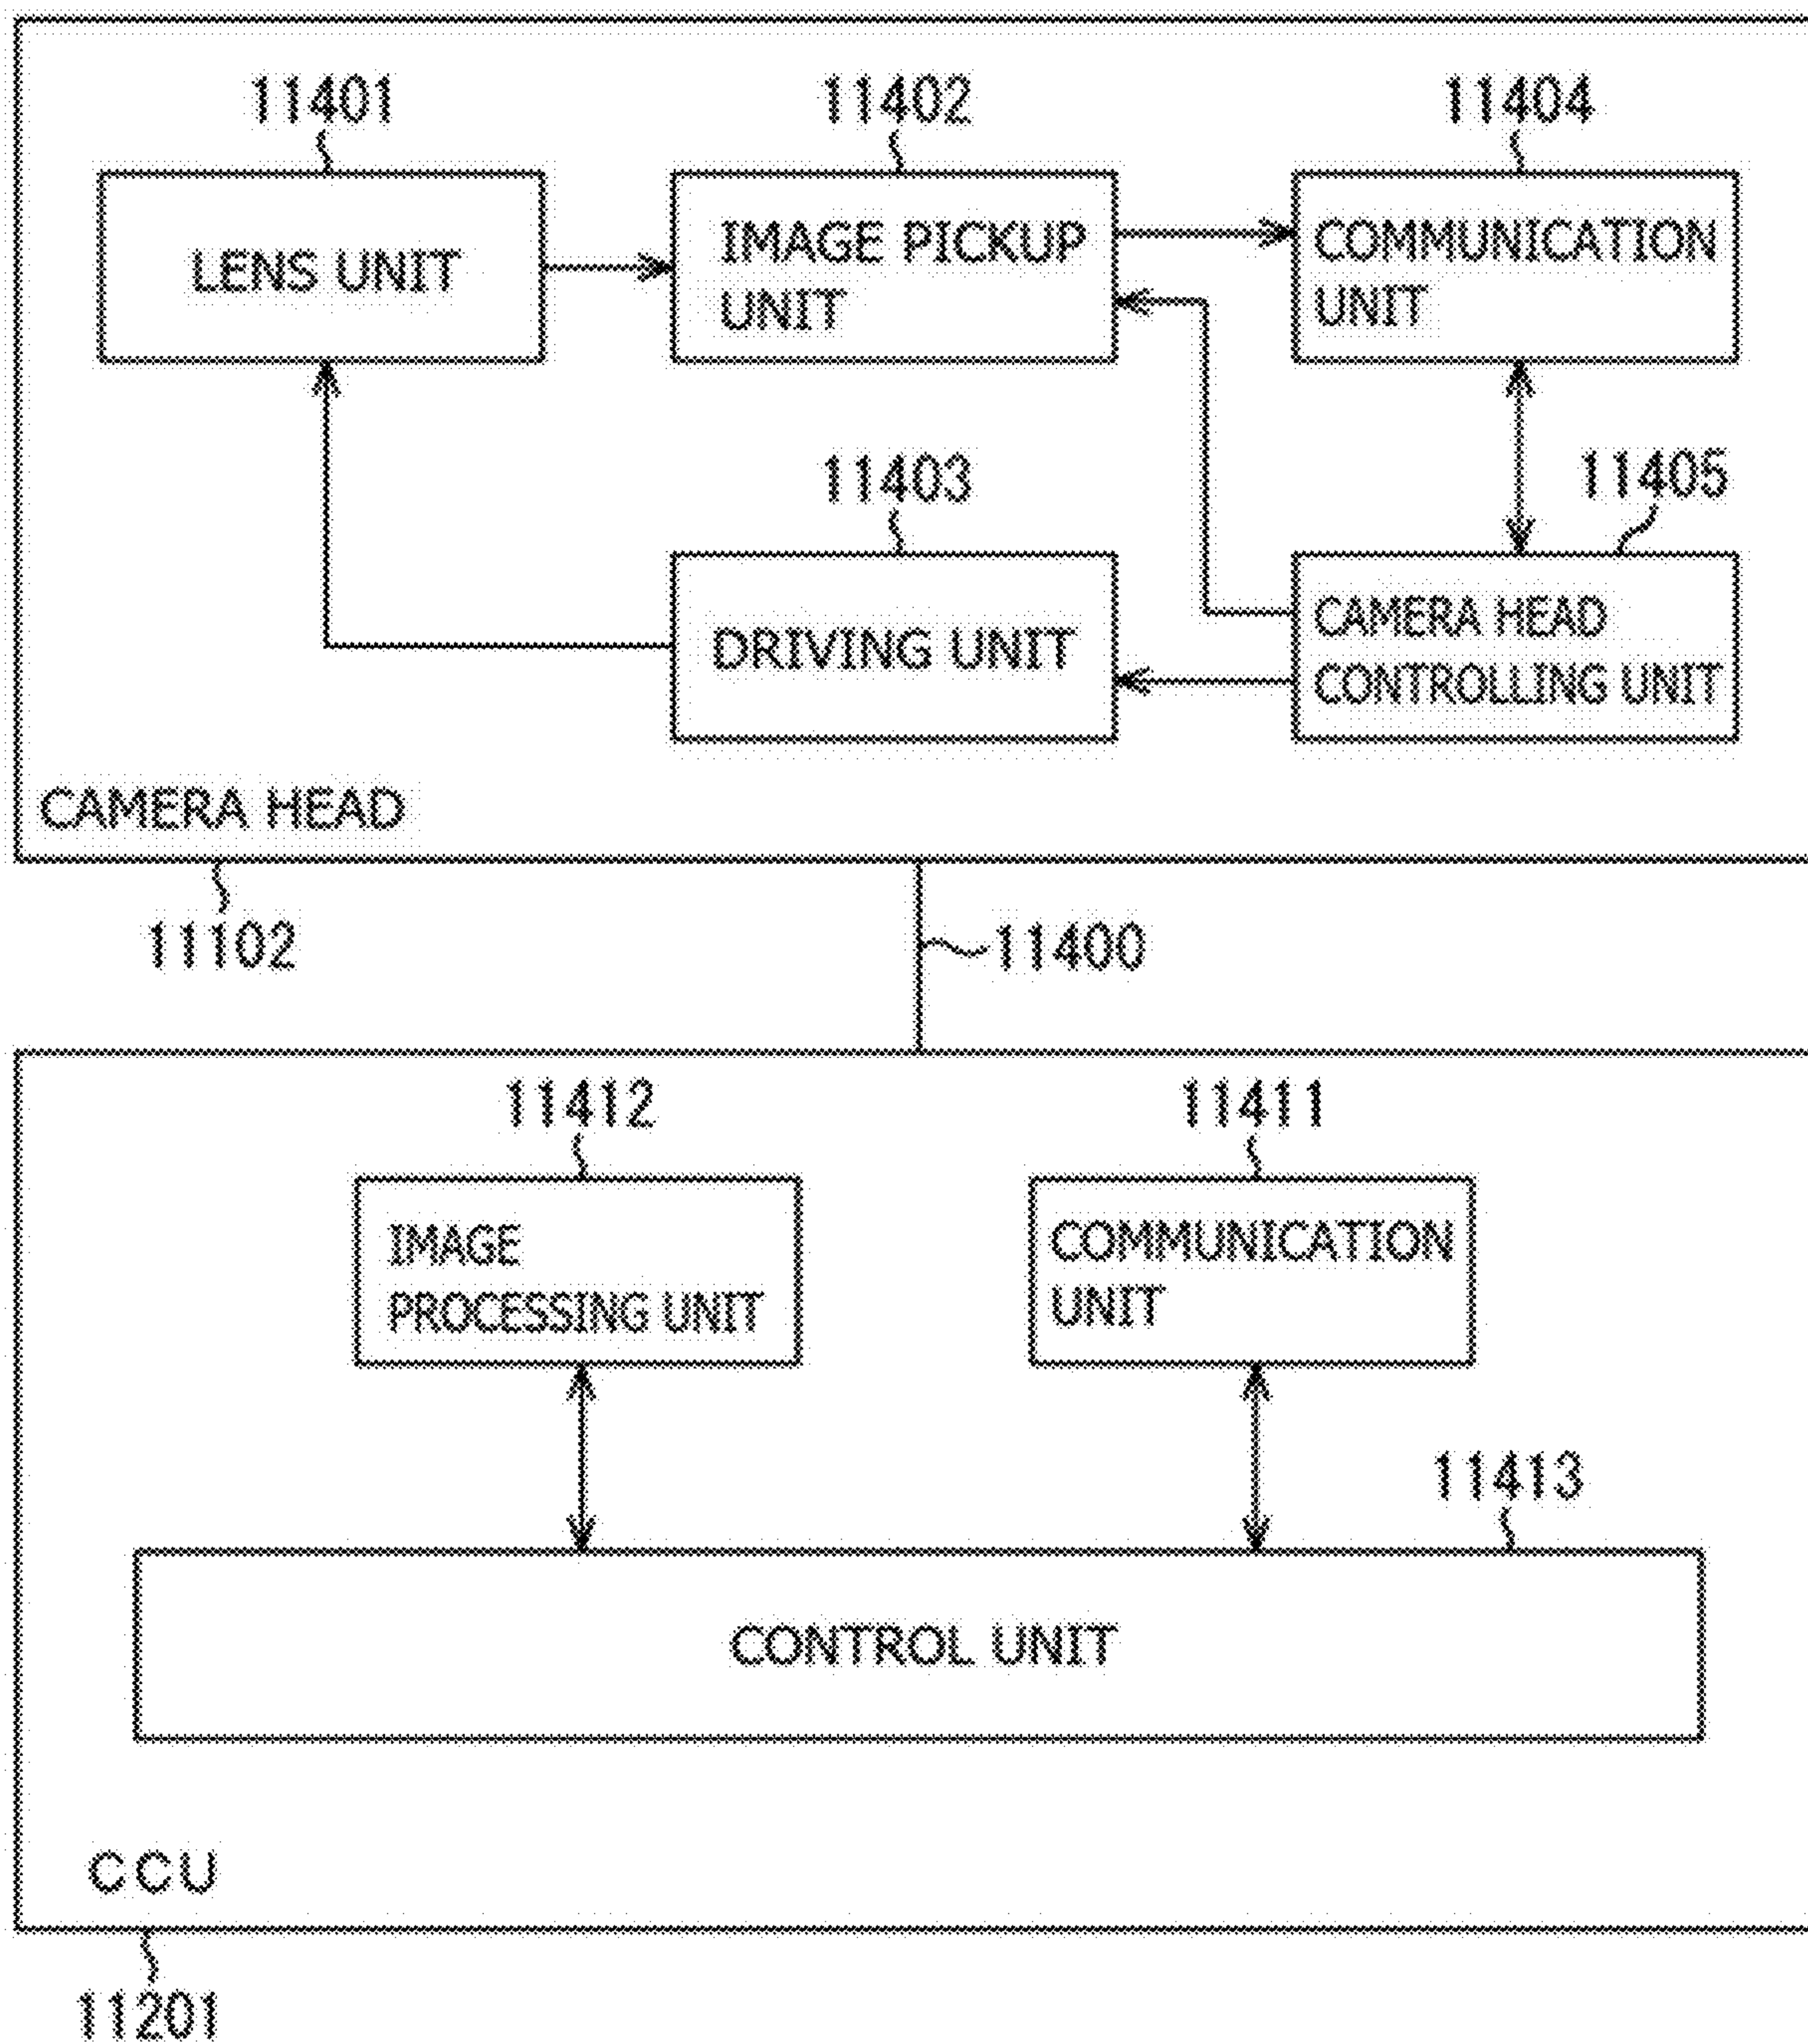 11401
11402
11404
LENS UNIT
IMAGE PICKUP
UNIT
COMMUNICATION
UNIT
11403
11405
DRIVING UNIT
CAMERA HEAD
CONTROLLING UNIT
CAMERA HEAD
11102
11400
11412
11411
IMAGE
PROCESSING UNIT
COMMUNICATION
UNIT
11413
CONTROL UNIT
CCU
11201